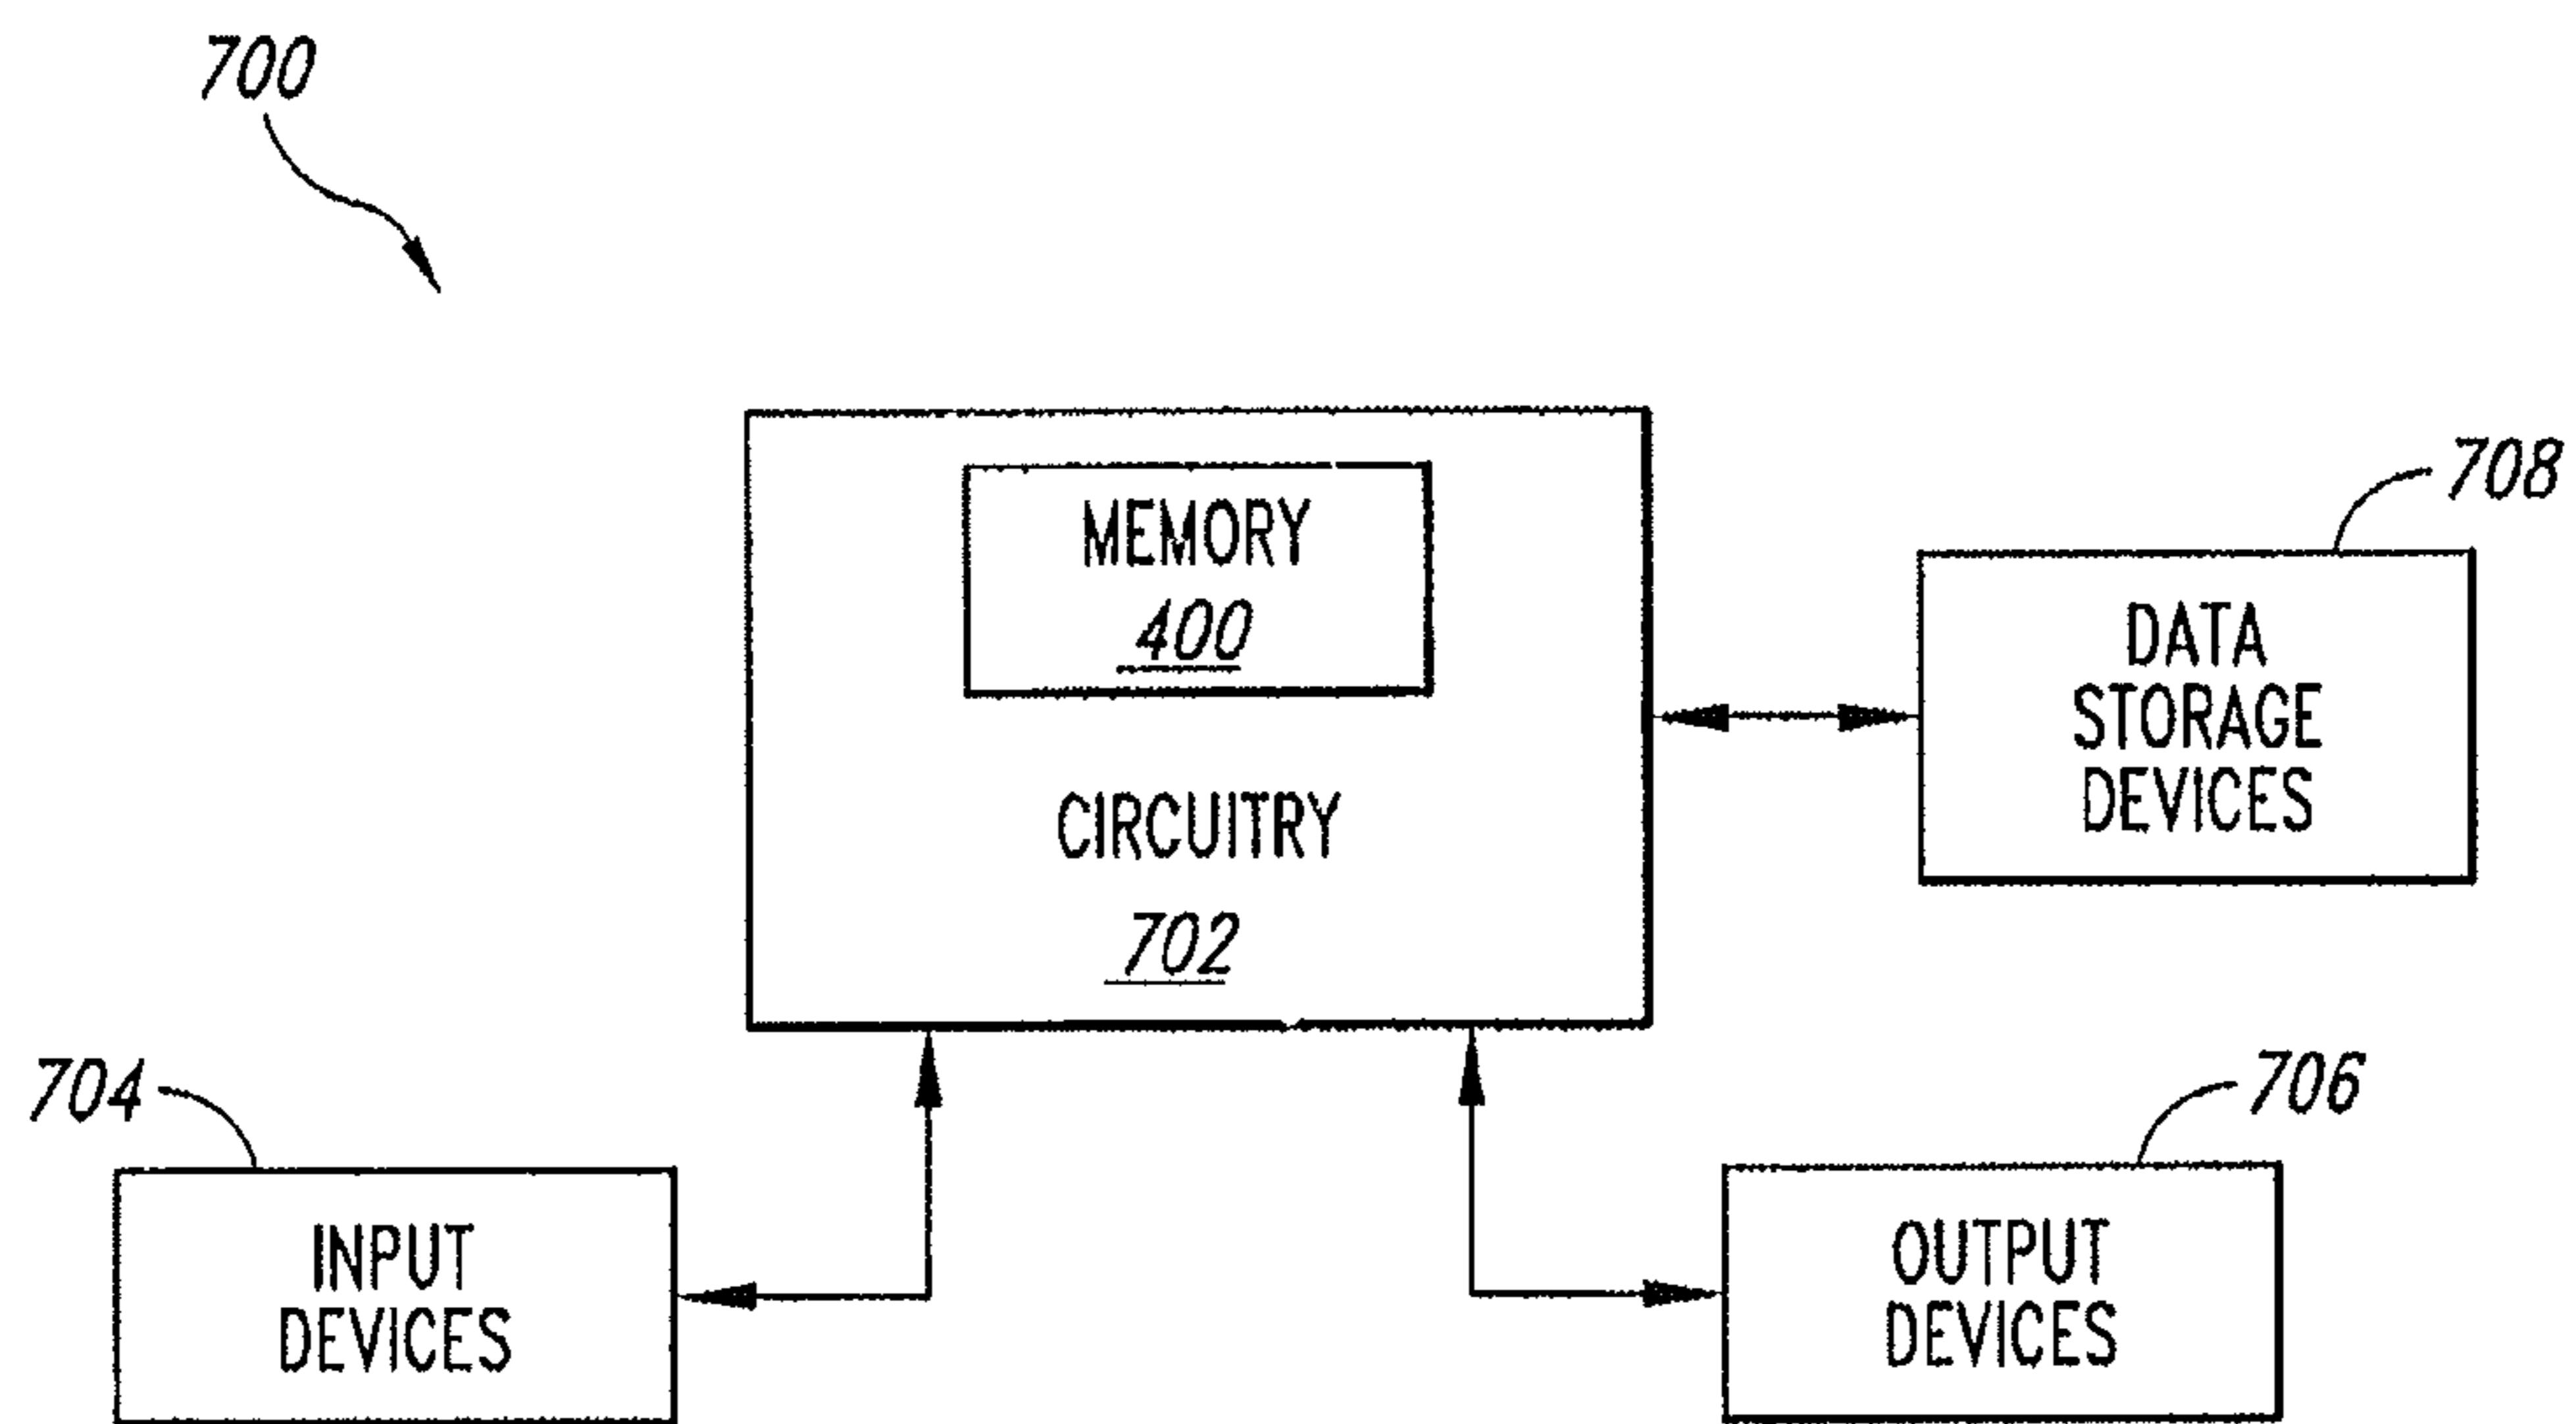 700
MEMORY
400
CIRCUITRY
702
708
DATA
STORAGE
DEVICES
704
INPUT
DEVICES
706
OUTPUT
DEVICES